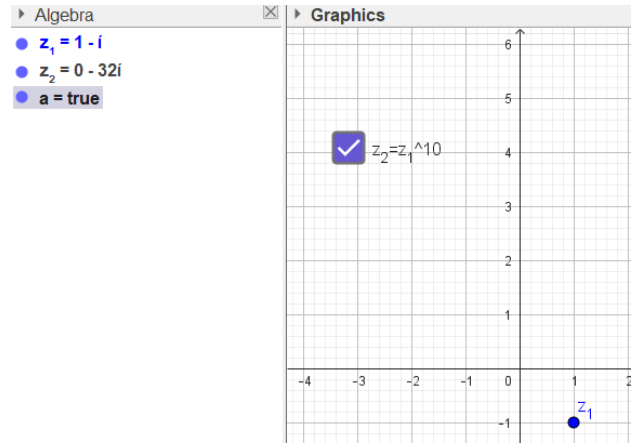 Algebra
z₁ = 1 - í
z₂ = 0 - 32í
a = true
Graphics
6
5
z₂=z₁^10
4
3
2
1
-4 -3 -2 -1 0 1 2
z₁
-1